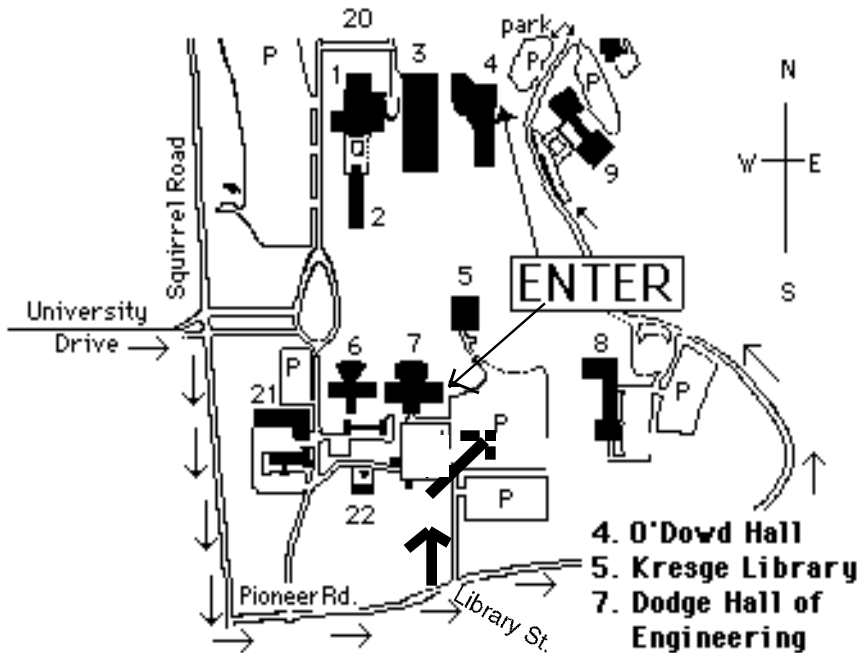 20
park
P
1
3
4
Pr
P
N
9
W
E
2
Squirrel Road
5
ENTER
S
University
Drive
6
7
8
P
P
21
P
22
P
4. O'Dowd Hall
5. Kresge Library
7. Dodge Hall of
Engineering
Pioneer Rd.
Library St.